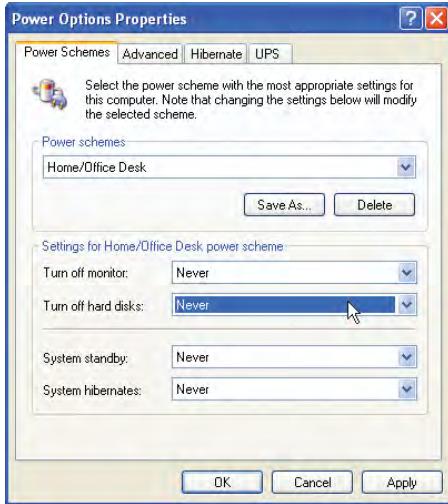 Power Options Properties
Power Schemes Advanced Hibernate UPS
Select the power scheme with the most appropriate settings for
this computer. Note that changing the settings below will modify
the selected scheme.
Power schemes
Home/Office Desk
Save As... Delete
Settings for Home/Office Desk power scheme
Turn off monitor: Never
Turn off hard disks: Never
System standby: Never
System hibernates: Never
OK Cancel Apply